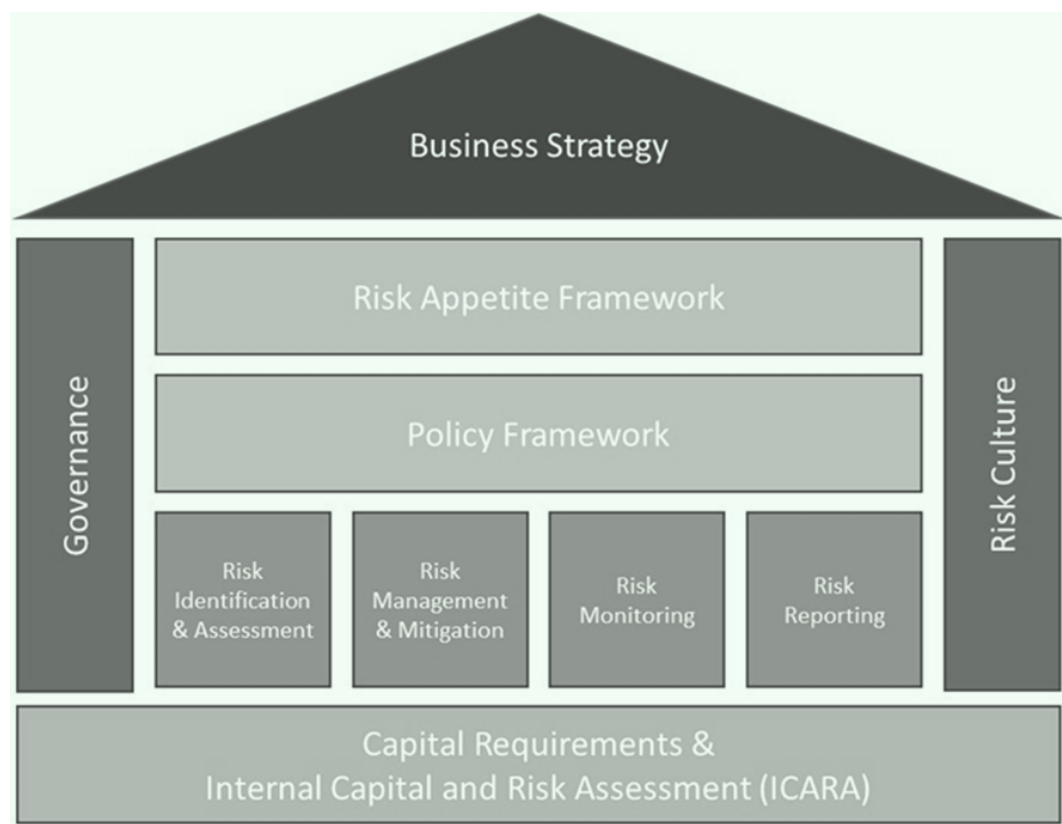 Business Strategy
Governance
Risk Appetite Framework
Policy Framework
Risk
Identification
& Assessment
Risk
Management
& Mitigation
Risk
Monitoring
Risk
Reporting
Risk Culture
Capital Requirements &
Internal Capital and Risk Assessment (ICARA)